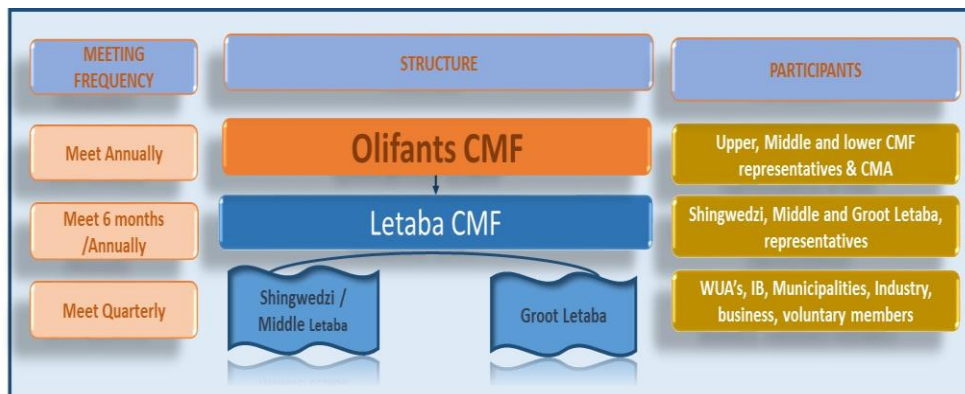 MEETING
FREQUENCY
STRUCTURE
PARTICIPANTS
Meet Annually
Olifants CMF
Upper, Middle and lower CMF
representatives & CMA
Meet 6 months
/Annually
Letaba CMF
Shingwedzi, Middle and Groot Letaba,
representatives
Meet Quarterly
Shingwedzi /
Middle Letaba
Groot Letaba
WUA's, IB, Municipalities, Industry,
business, voluntary members